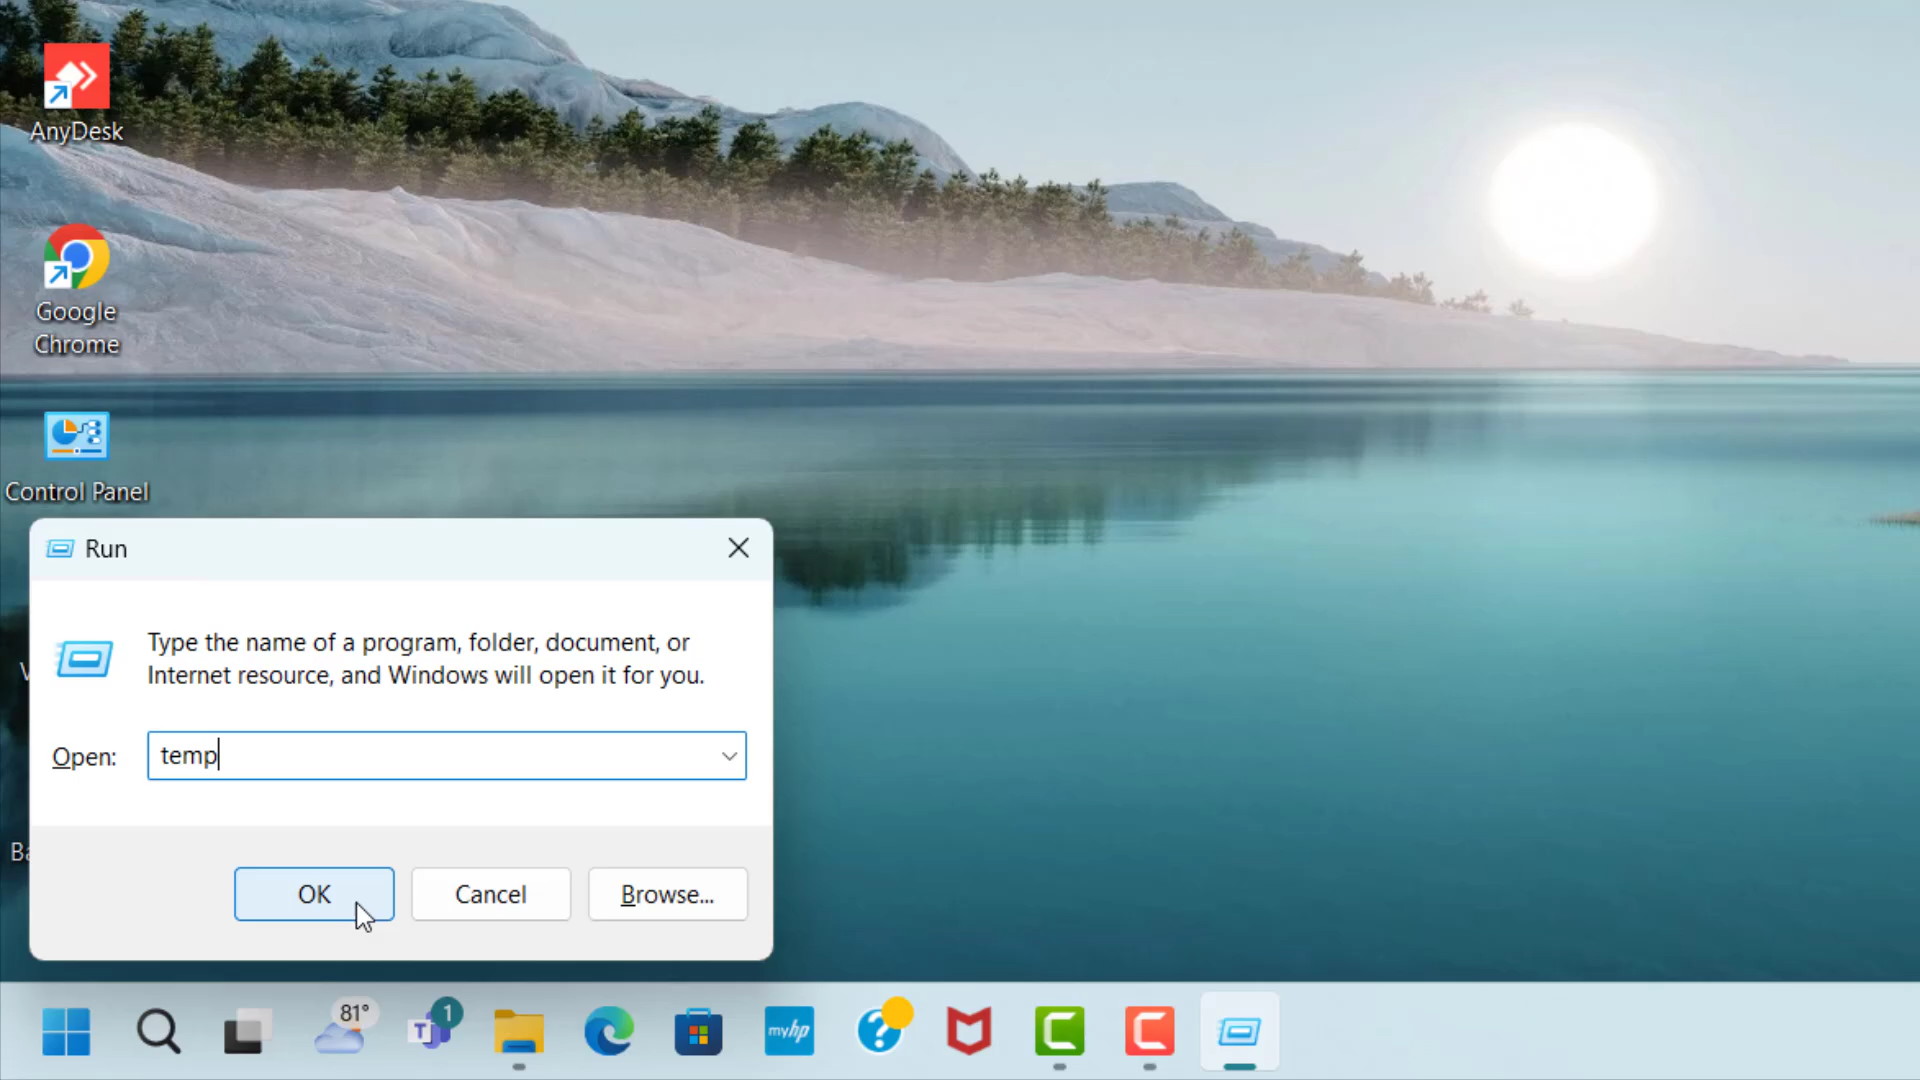 AnyDesk
Google
Chrome
Control Panel
Run
Type the name of a program, folder, document, or
Internet resource, and Windows will open it for you.
Open:
temp
OK
Cancel
Browse...
81°
T
1
myhp
?